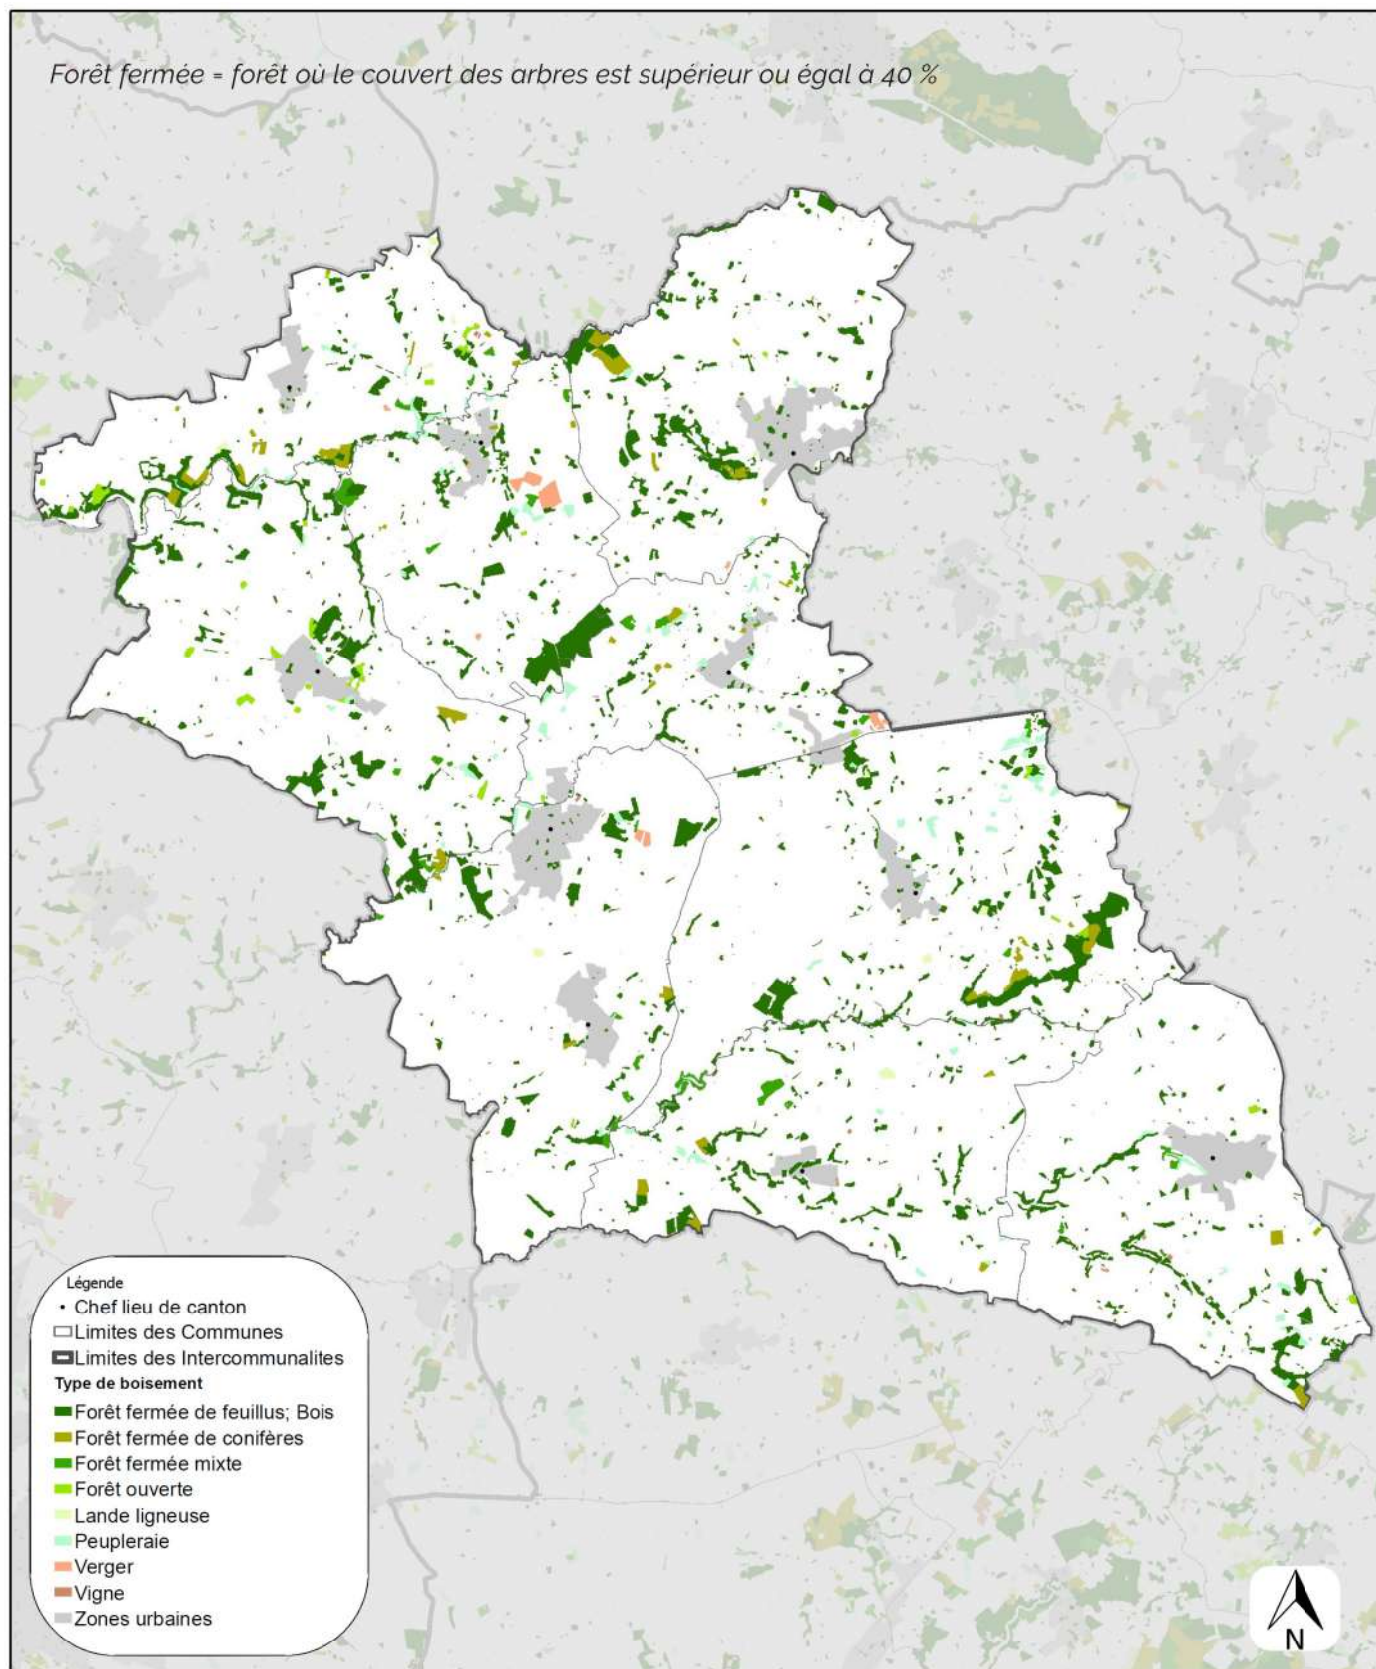 Forêt fermée = forêt où le couvert des arbres est supérieur ou égal à 40 %
Légende
Chef lieu de canton
Limites des Communes
Limites des Intercommunalites
Type de boisement
Forêt fermée de feuillus; Bois
Forêt fermée de conifères
Forêt fermée mixte
Forêt ouverte
Lande ligneuse
Peupleraie
Verger
Vigne
Zones urbaines
N